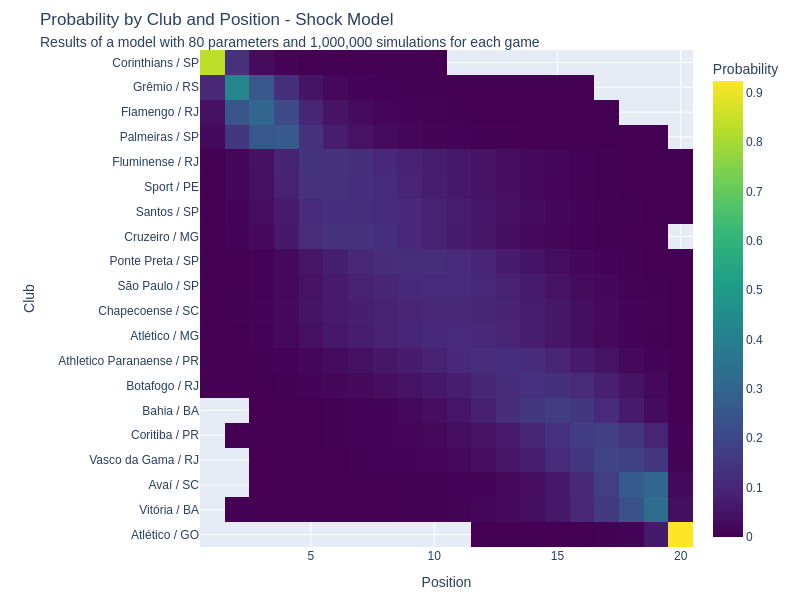 Probability by Club and Position - Shock Model
Results of a model with 80 parameters and 1,000,000 simulations for each game
Probability
Club
Corinthians / SP
Grêmio / RS
Flamengo / RJ
Palmeiras / SP
Fluminense / RJ
Sport / PE
Santos / SP
Cruzeiro / MG
Ponte Preta / SP
São Paulo / SP
Chapecoense / SC
Atlético / MG
Athletico Paranaense / PR
Botafogo / RJ
Bahia / BA
Coritiba / PR
Vasco da Gama / RJ
Avaí / SC
Vitória / BA
Atlético / GO
0.9
0.8
0.7
0.6
0.5
0.4
0.3
0.2
0.1
0
5 10 15 20
Position